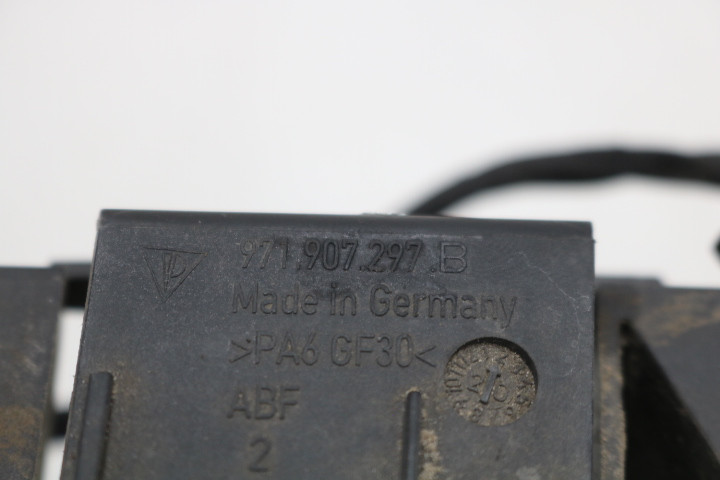 971.907.297.B
Made in Germany
>PA6 GF30<
ABF
2